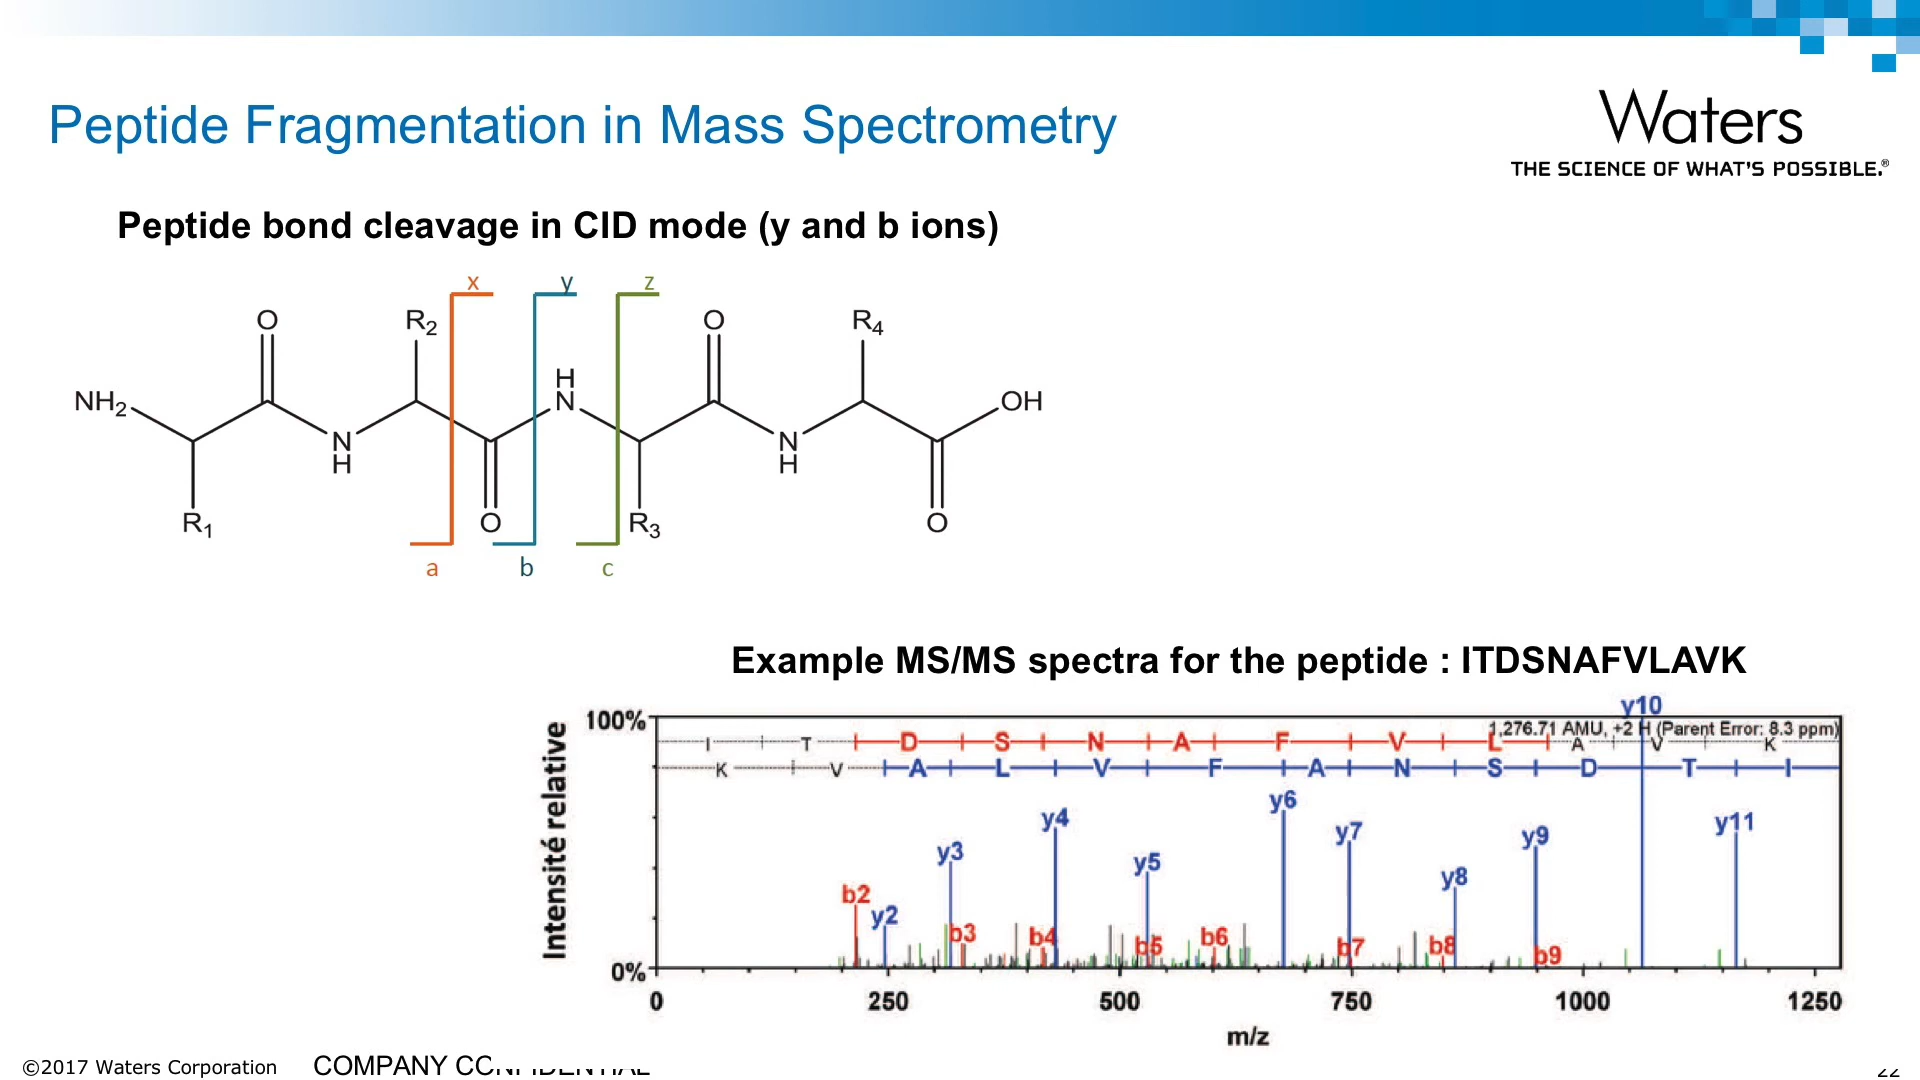 Peptide Fragmentation in Mass Spectrometry
Waters
THE SCIENCE OF WHAT'S POSSIBLE.®
Peptide bond cleavage in CID mode (y and b ions)
x y z
O R2 O R4
H
NH2 N OH
N N
H H
R1 O R3 O
a b c
Example MS/MS spectra for the peptide : ITDSNAFVLAVK
y10
100%
1,276.71 AMU, +2 H (Parent Error: 8.3 ppm)
I T D S N A F V L A V K
K V A L V F A N S D T I
Intensité relative
y6
y4 y7 y11
y3 y5 y9
b2 y8
y2
b3 b4 b5 b6 b7 b8 b9
0%
0 250 500 750 1000 1250
m/z
©2017 Waters Corporation COMPANY CONFIDENTIAL 22